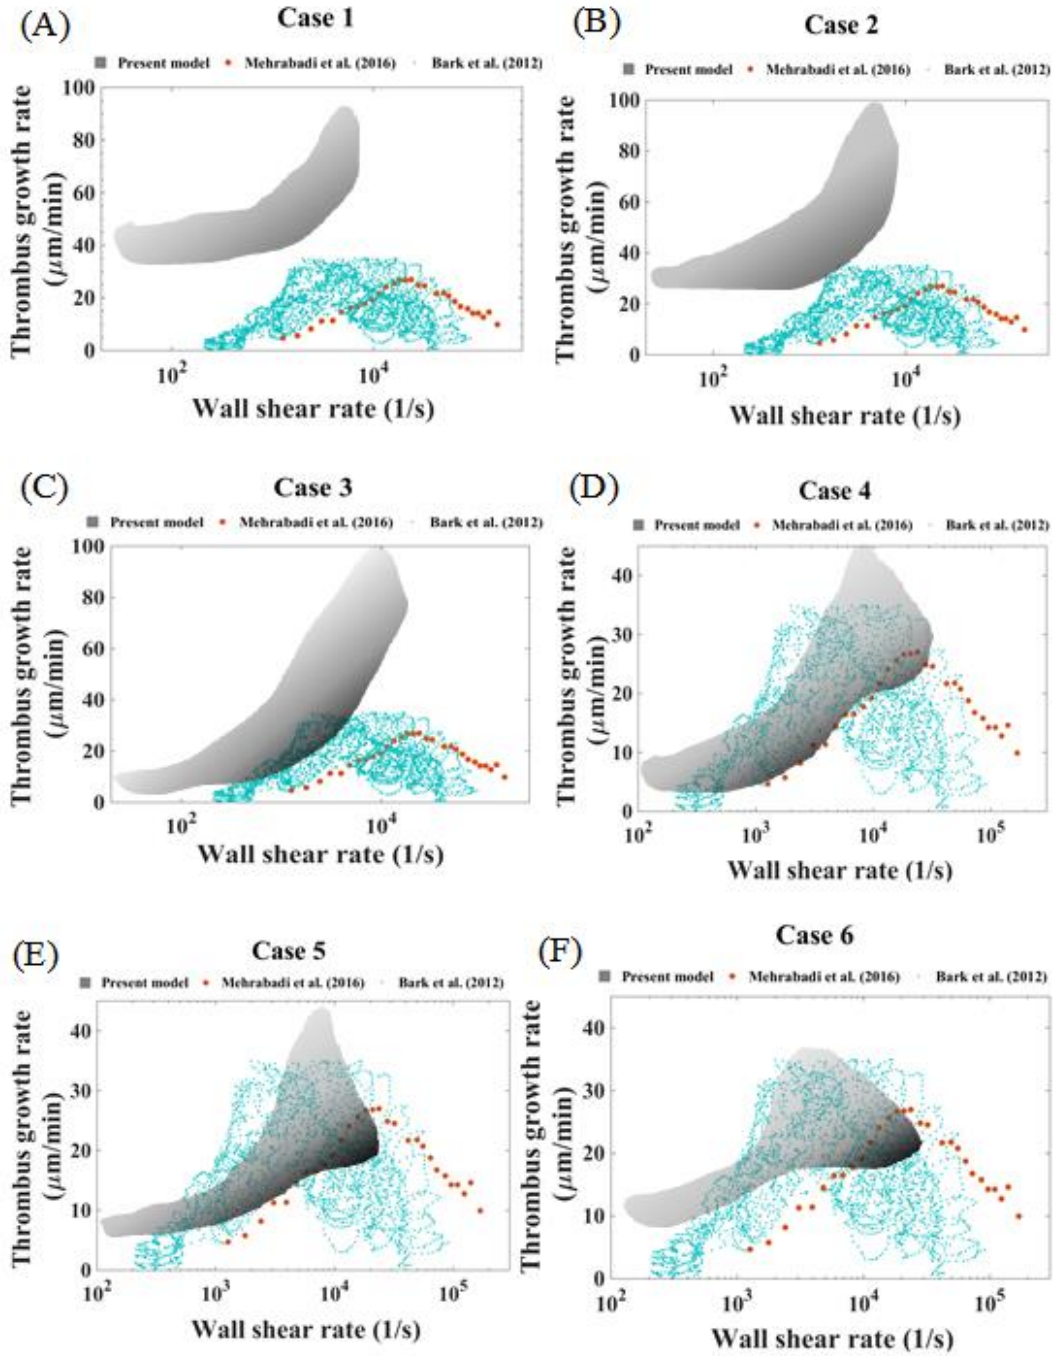 (A)
Case 1
Present model Mehrabadi et al. (2016) Bark et al. (2012)
Thrombus growth rate
(μm/min)
100
80
60
40
20
0
10^2 10^4
Wall shear rate (1/s)
(B)
Case 2
Present model Mehrabadi et al. (2016) Bark et al. (2012)
Thrombus growth rate
(μm/min)
100
80
60
40
20
0
10^2 10^4
Wall shear rate (1/s)
(C)
Case 3
Present model Mehrabadi et al. (2016) Bark et al. (2012)
Thrombus growth rate
(μm/min)
100
80
60
40
20
0
10^2 10^4
Wall shear rate (1/s)
(D)
Case 4
Present model Mehrabadi et al. (2016) Bark et al. (2012)
Thrombus growth rate
(μm/min)
40
30
20
10
0
10^2 10^3 10^4 10^5
Wall shear rate (1/s)
(E)
Case 5
Present model Mehrabadi et al. (2016) Bark et al. (2012)
Thrombus growth rate
(μm/min)
40
30
20
10
0
10^2 10^3 10^4 10^5
Wall shear rate (1/s)
(F)
Case 6
Present model Mehrabadi et al. (2016) Bark et al. (2012)
Thrombus growth rate
(μm/min)
40
30
20
10
0
10^2 10^3 10^4 10^5
Wall shear rate (1/s)